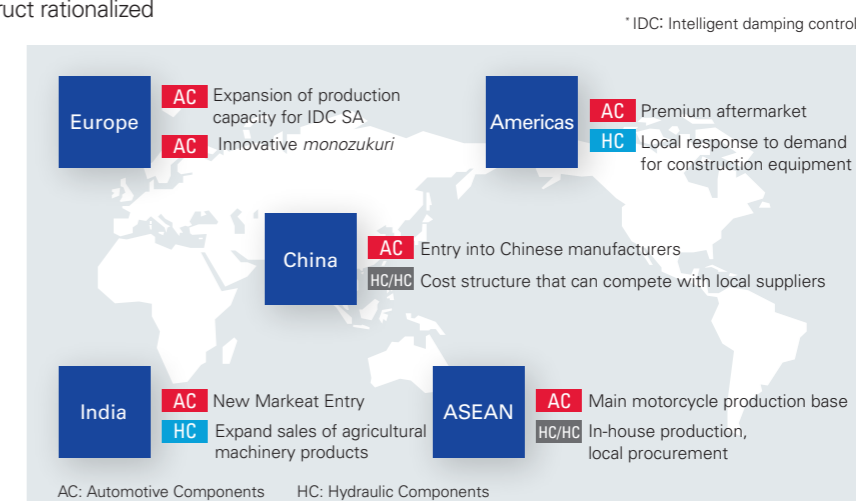 ruct rationalized
*IDC: Intelligent damping control
Europe
AC Expansion of production
capacity for IDC SA
AC Innovative monozukuri
Americas
AC Premium aftermarket
HC Local response to demand
for construction equipment
China
AC Entry into Chinese manufacturers
HC/HC Cost structure that can compete with local suppliers
India
AC New Markeat Entry
HC Expand sales of agricultural
machinery products
ASEAN
AC Main motorcycle production base
HC/HC In-house production,
local procurement
AC: Automotive Components HC: Hydraulic Components